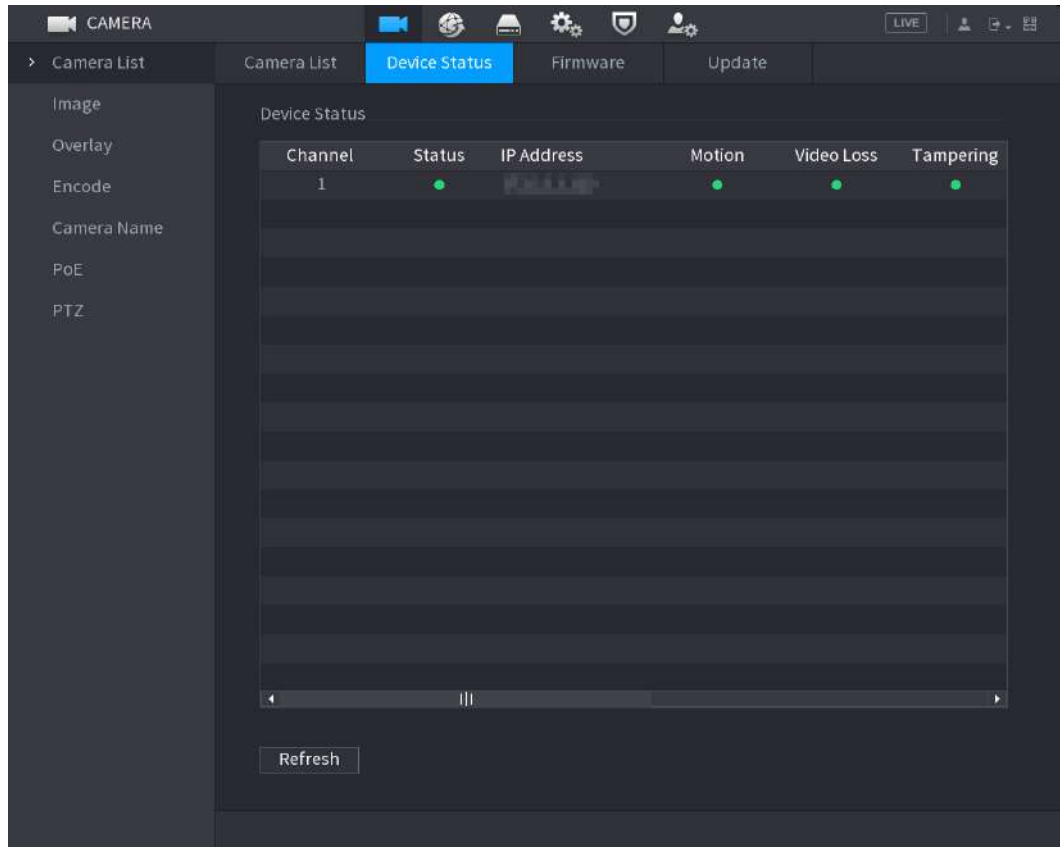 CAMERA
LIVE
Camera List
Image
Overlay
Encode
Camera Name
PoE
PTZ
Camera List Device Status Firmware Update
Device Status
Channel Status IP Address Motion Video Loss Tampering
1
Refresh